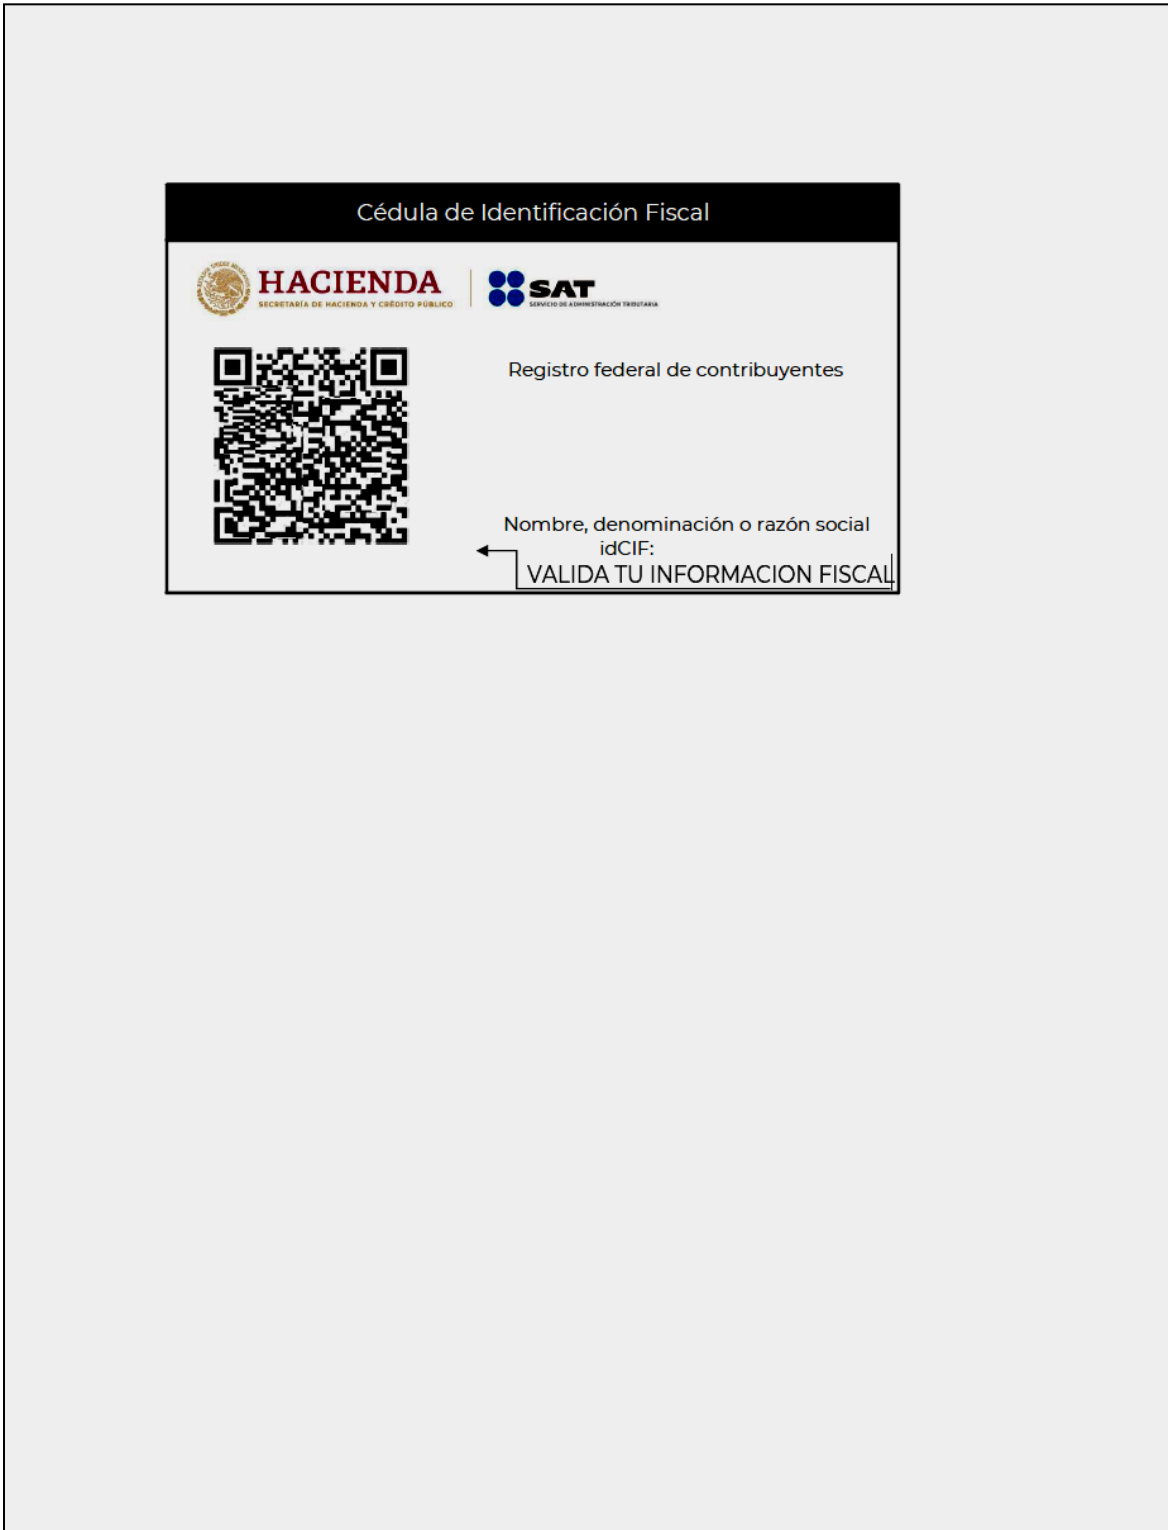 Cédula de Identificación Fiscal
HACIENDA
SECRETARÍA DE HACIENDA Y CRÉDITO PÚBLICO
SAT
SERVICIO DE ADMINISTRACIÓN TRIBUTARIA
Registro federal de contribuyentes
Nombre, denominación o razón social
idCIF:
VALIDA TU INFORMACION FISCAL